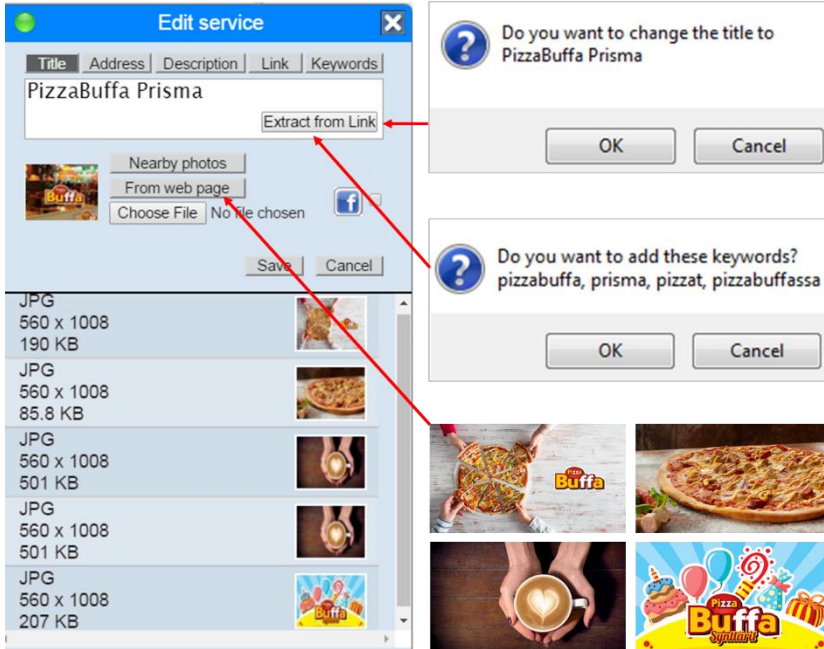 Edit service
Title Address Description Link Keywords
PizzaBuffa Prisma
Extract from Link
Nearby photos
From web page
Choose File No file chosen
Save Cancel
JPG
560 x 1008
190 KB
JPG
560 x 1008
85.8 KB
JPG
560 x 1008
501 KB
JPG
560 x 1008
501 KB
JPG
560 x 1008
207 KB
Do you want to change the title to
PizzaBuffa Prisma
OK Cancel
Do you want to add these keywords?
pizzabuffa, prisma, pizzat, pizzabuffassa
OK Cancel
Pizza
Buffa
Pizza
Buffa
Synttärit